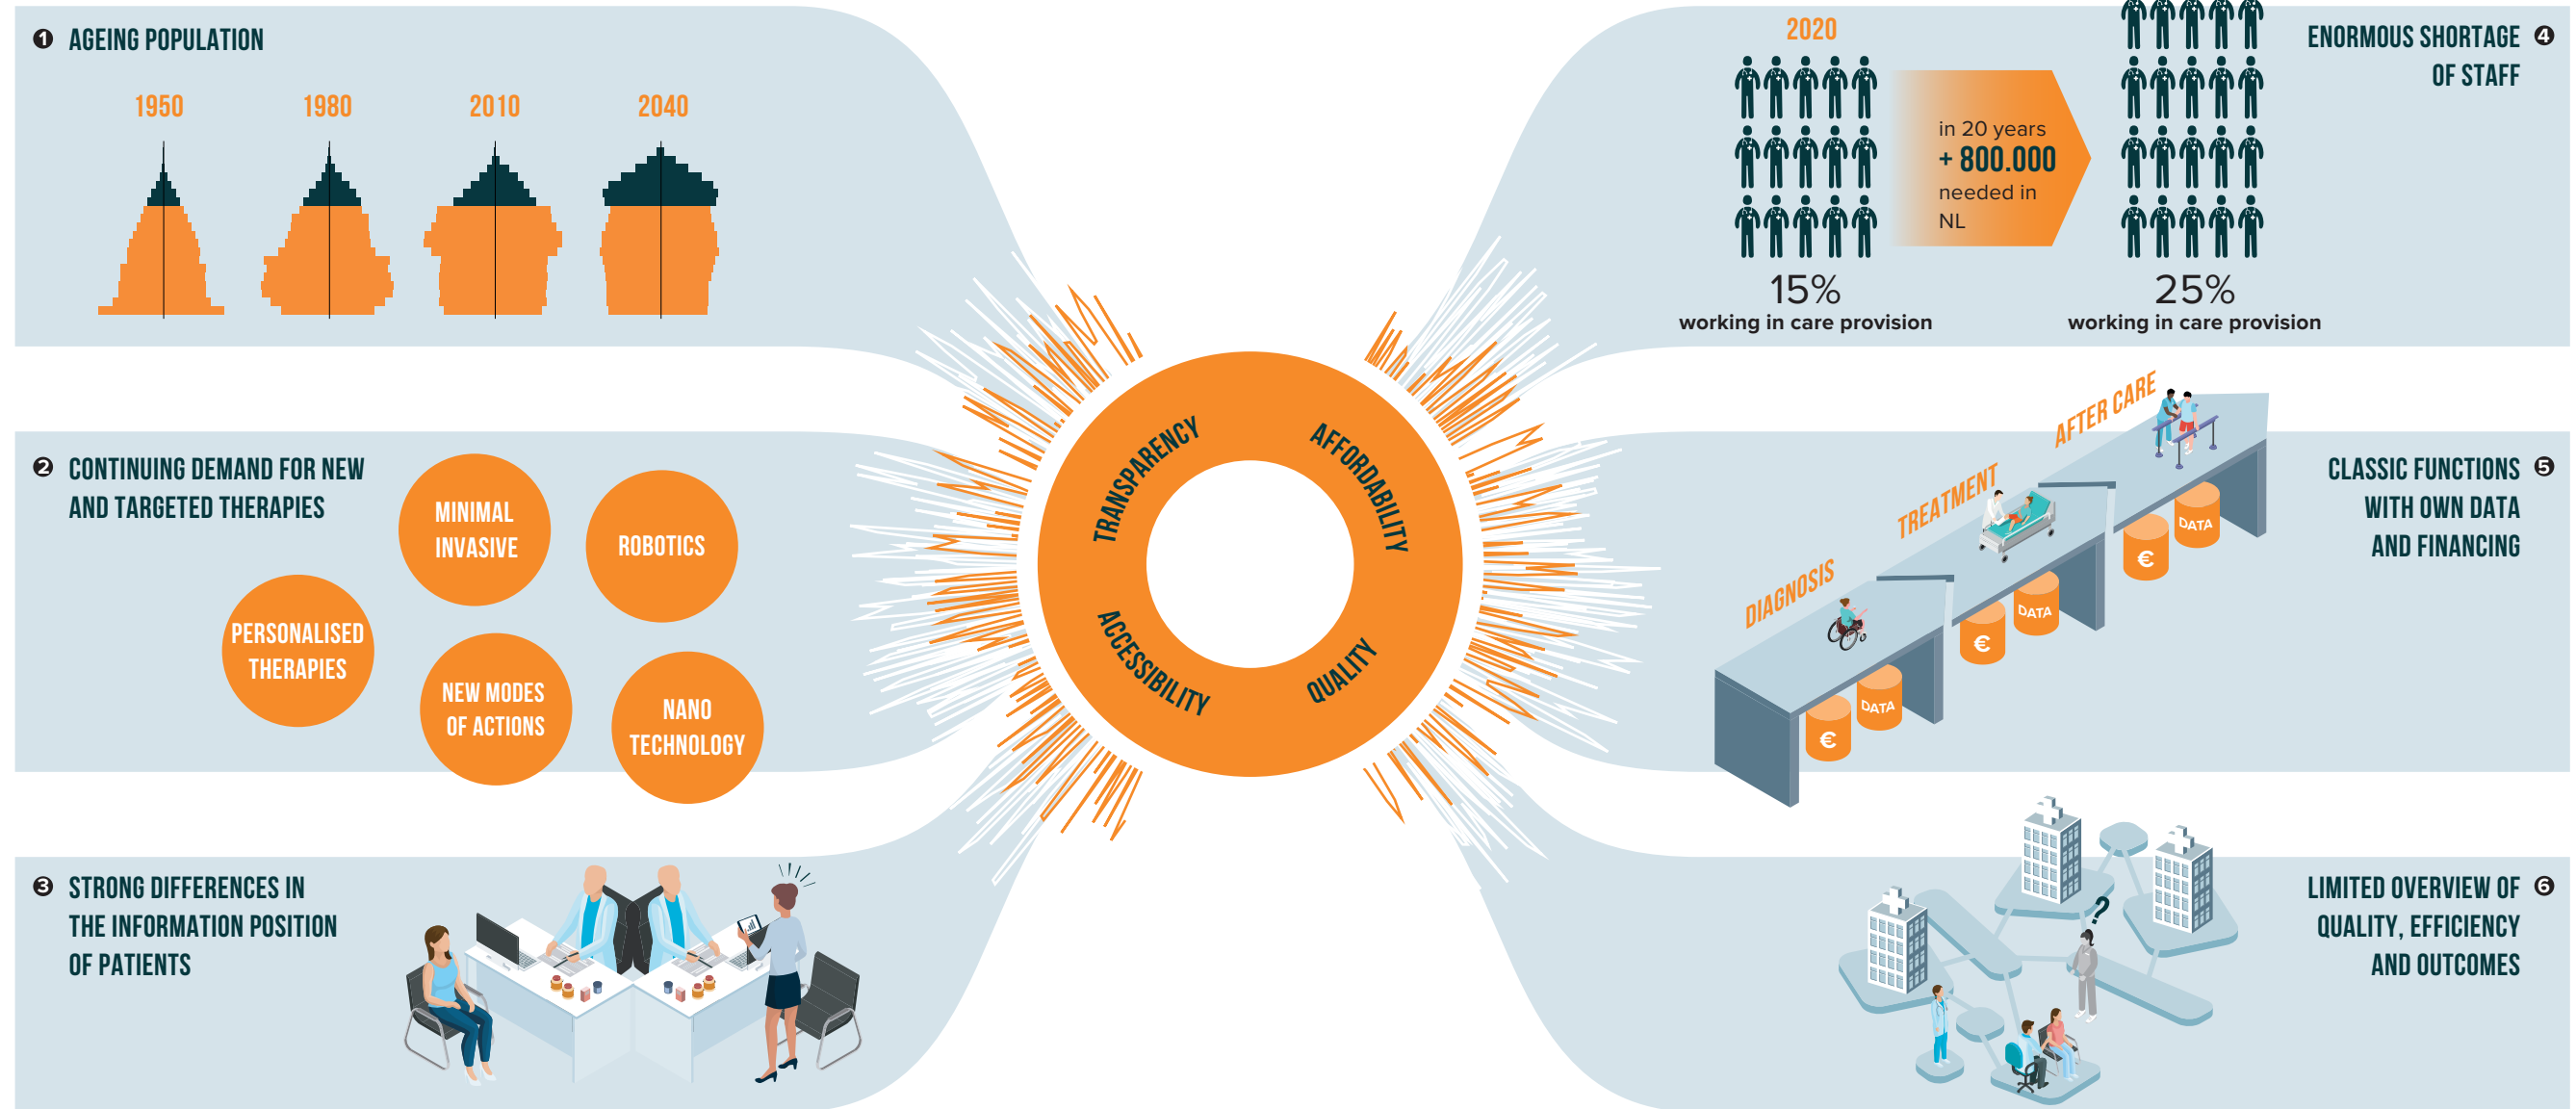 ❶ AGEING POPULATION
1950
1980
2010
2040
❷ CONTINUING DEMAND FOR NEW
AND TARGETED THERAPIES
MINIMAL
INVASIVE
ROBOTICS
PERSONALISED
THERAPIES
NEW MODES
OF ACTIONS
NANO
TECHNOLOGY
❸ STRONG DIFFERENCES IN
THE INFORMATION POSITION
OF PATIENTS
TRANSPARENCY
AFFORDABILITY
ACCESSIBILITY
QUALITY
ENORMOUS SHORTAGE ❹
OF STAFF
2020
in 20 years
+ 800.000
needed in
NL
15%
working in care provision
25%
working in care provision
CLASSIC FUNCTIONS ❺
WITH OWN DATA
AND FINANCING
AFTER CARE
TREATMENT
DIAGNOSIS
€
DATA
€
DATA
€
DATA
LIMITED OVERVIEW OF ❻
QUALITY, EFFICIENCY
AND OUTCOMES
?